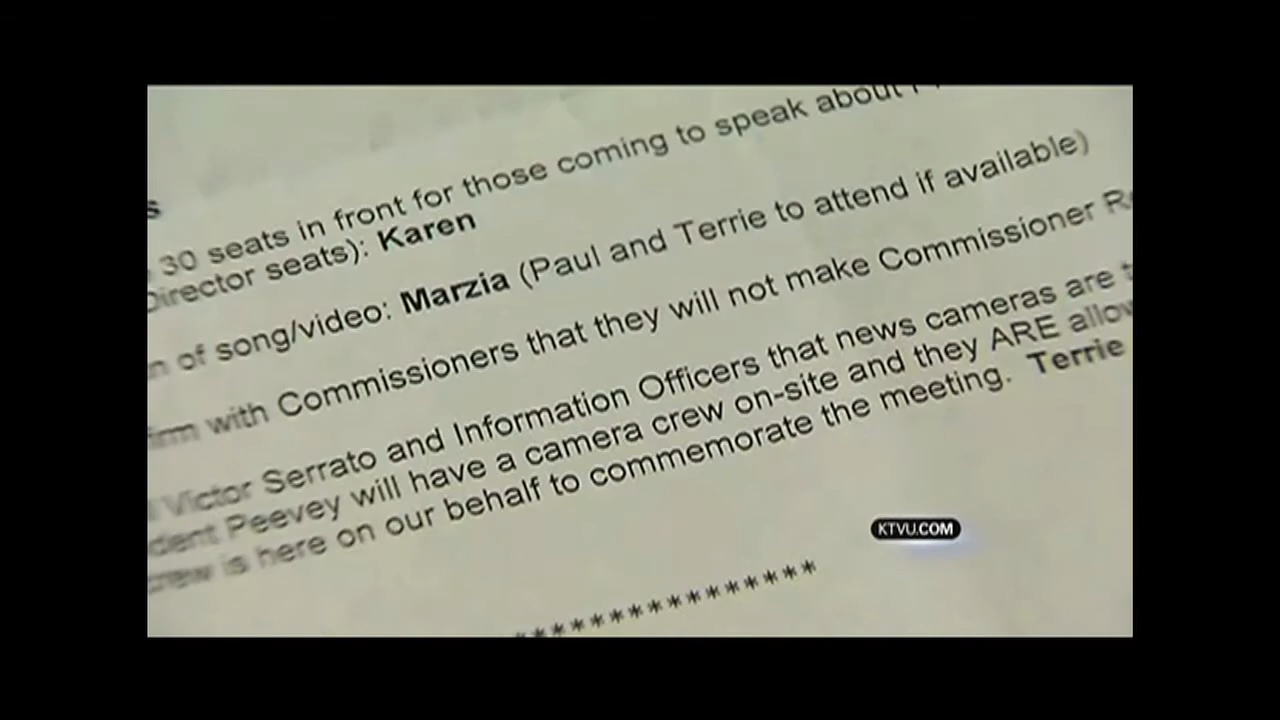 30 seats in front for those coming to speak about
Director seats): Karen
of song/video: Marzia (Paul and Terrie to attend if available)
with Commissioners that they will not make Commissioner
Victor Serrato and Information Officers that news cameras are
Peevey will have a camera crew on-site and they ARE
crew is here on our behalf to commemorate the meeting. Terrie
****************
KTVU.COM